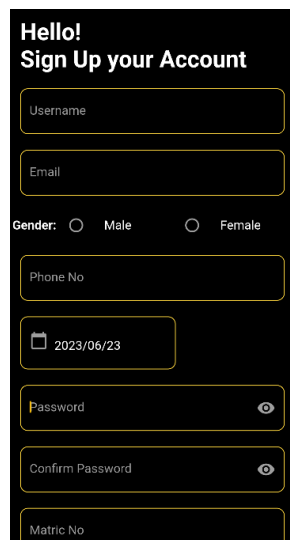 Hello!
Sign Up your Account
Username
Email
Gender: Male Female
Phone No
2023/06/23
Password
Confirm Password
Matric No